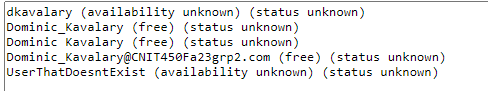 dkavalary (availability unknown) (status unknown)
Dominic_Kavalary (free) (status unknown)
Dominic Kavalary (free) (status unknown)
Dominic_Kavalary@CNIT450Fa23grp2.com (free) (status unknown)
UserThatDoesntExist (availability unknown) (status unknown)